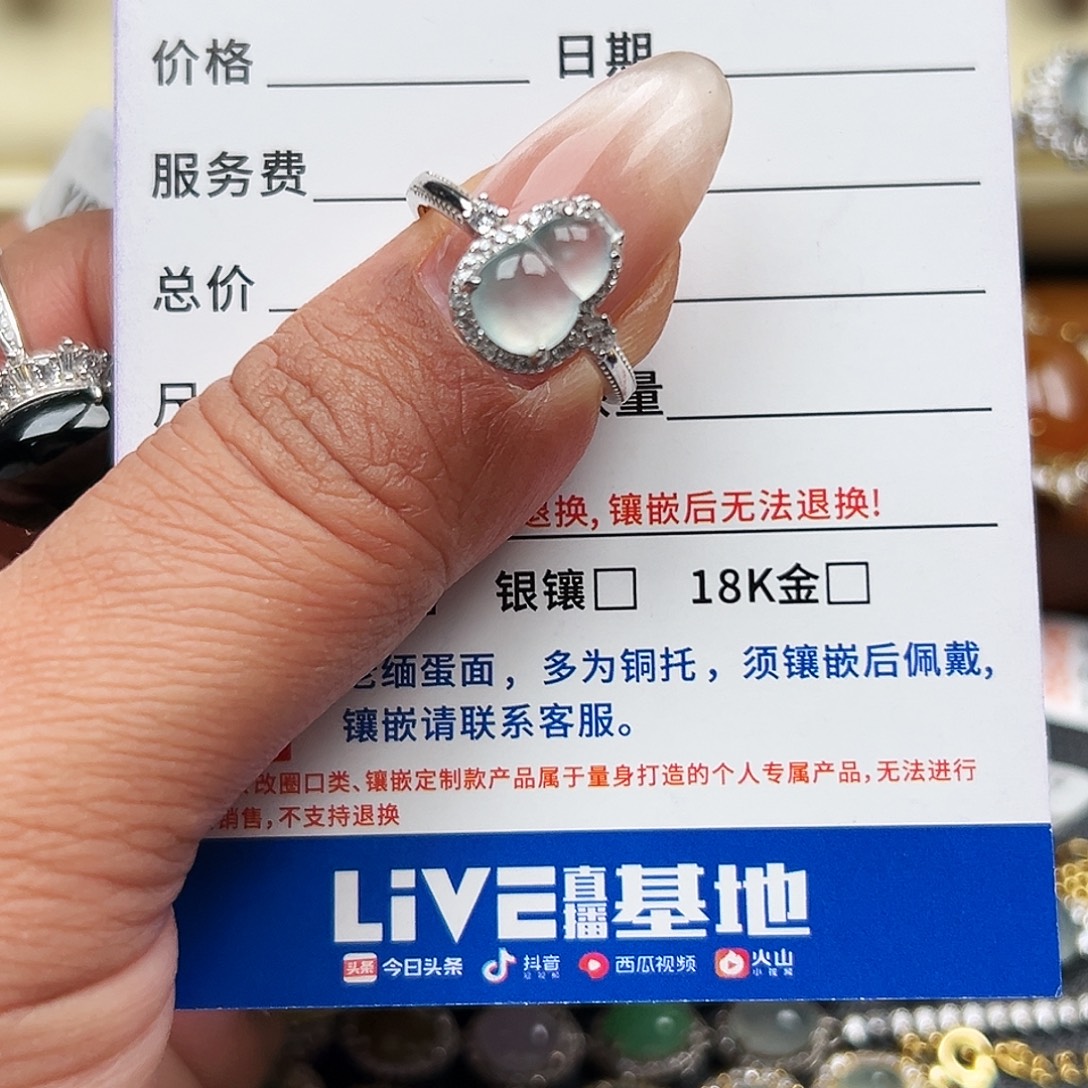 价格 日期
服务费
总价
尺 量
退换,镶嵌后无法退换!
银镶□ 18K金□
老缅蛋面，多为铜托，须镶嵌后佩戴,
镶嵌请联系客服。
改圈口类、镶嵌定制款产品属于量身打造的个人专属产品,无法进行
销售,不支持退换
LiVE直播基地
头条 今日头条 抖音 西瓜视频 火山